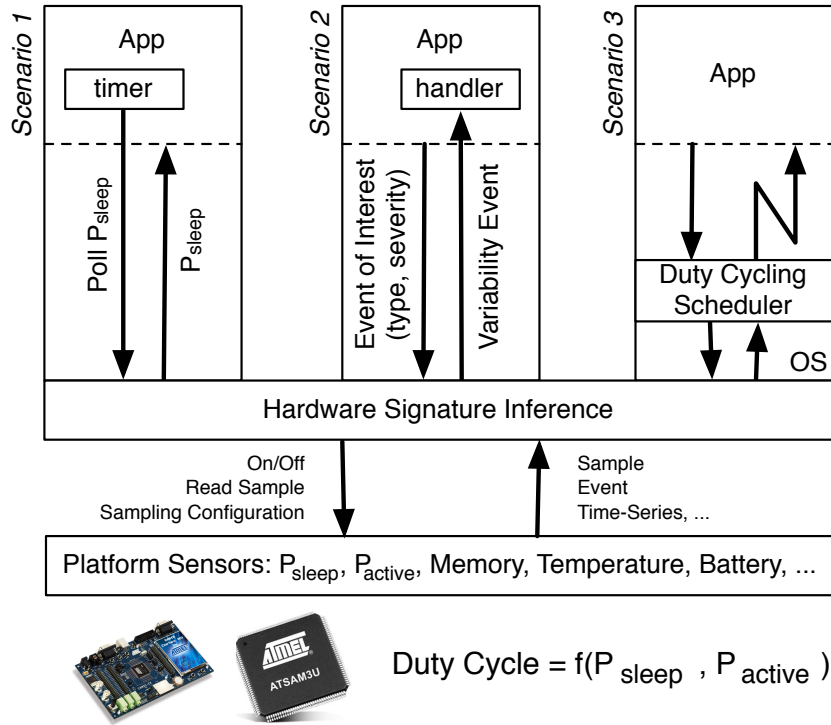 Scenario 1
App
timer
Poll Psleep
Psleep
Scenario 2
App
handler
Event of Interest
(type, severity)
Variability Event
Scenario 3
App
Duty Cycling
Scheduler
OS
Hardware Signature Inference
On/Off
Read Sample
Sampling Configuration
Sample
Event
Time-Series, ...
Platform Sensors: Psleep, Pactive, Memory, Temperature, Battery, ...
ATMEL
ATSAM3U
Duty Cycle = f(P sleep , P active )